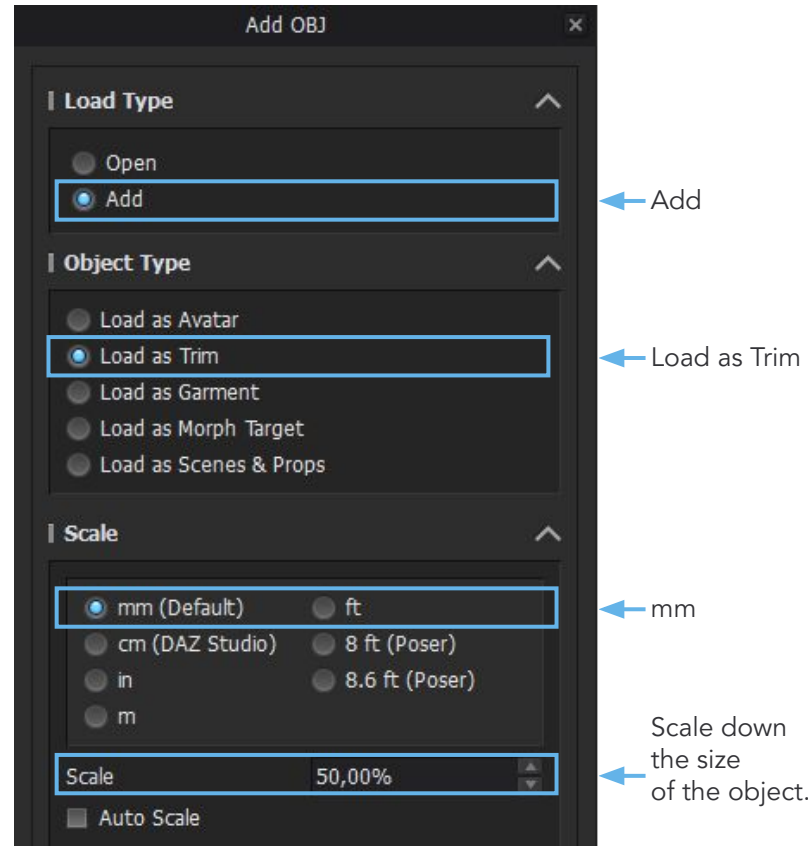 Add OBJ
Load Type
Open
Add
Add
Object Type
Load as Avatar
Load as Trim
Load as Trim
Load as Garment
Load as Morph Target
Load as Scenes & Props
Scale
mm (Default) ft
mm
cm (DAZ Studio) 8 ft (Poser)
in 8.6 ft (Poser)
m
Scale 50,00%
Scale down
the size
of the object.
Auto Scale